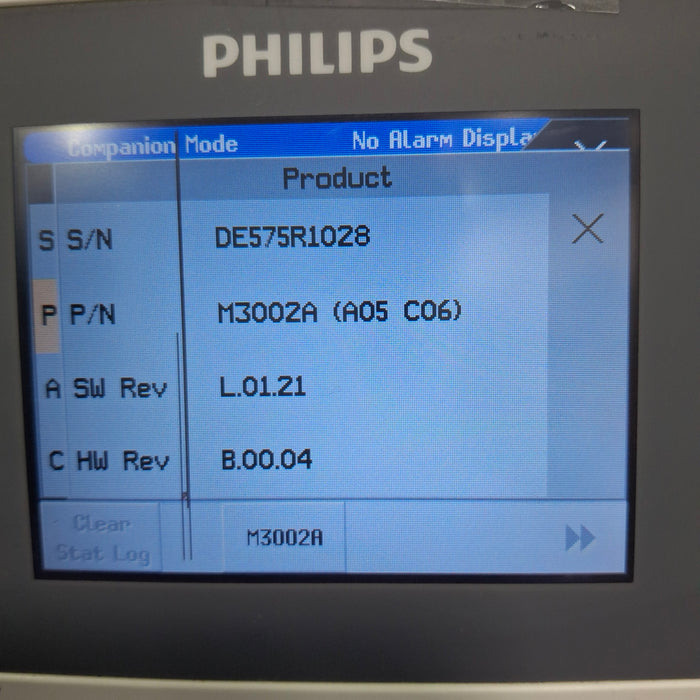 PHILIPS
Companion Mode No Alarm Displa
Product
S S/N DE575R1028
P P/N M3002A (A05 C06)
A SW Rev L.01.21
C HW Rev B.00.04
Clear
Stat Log
M3002A